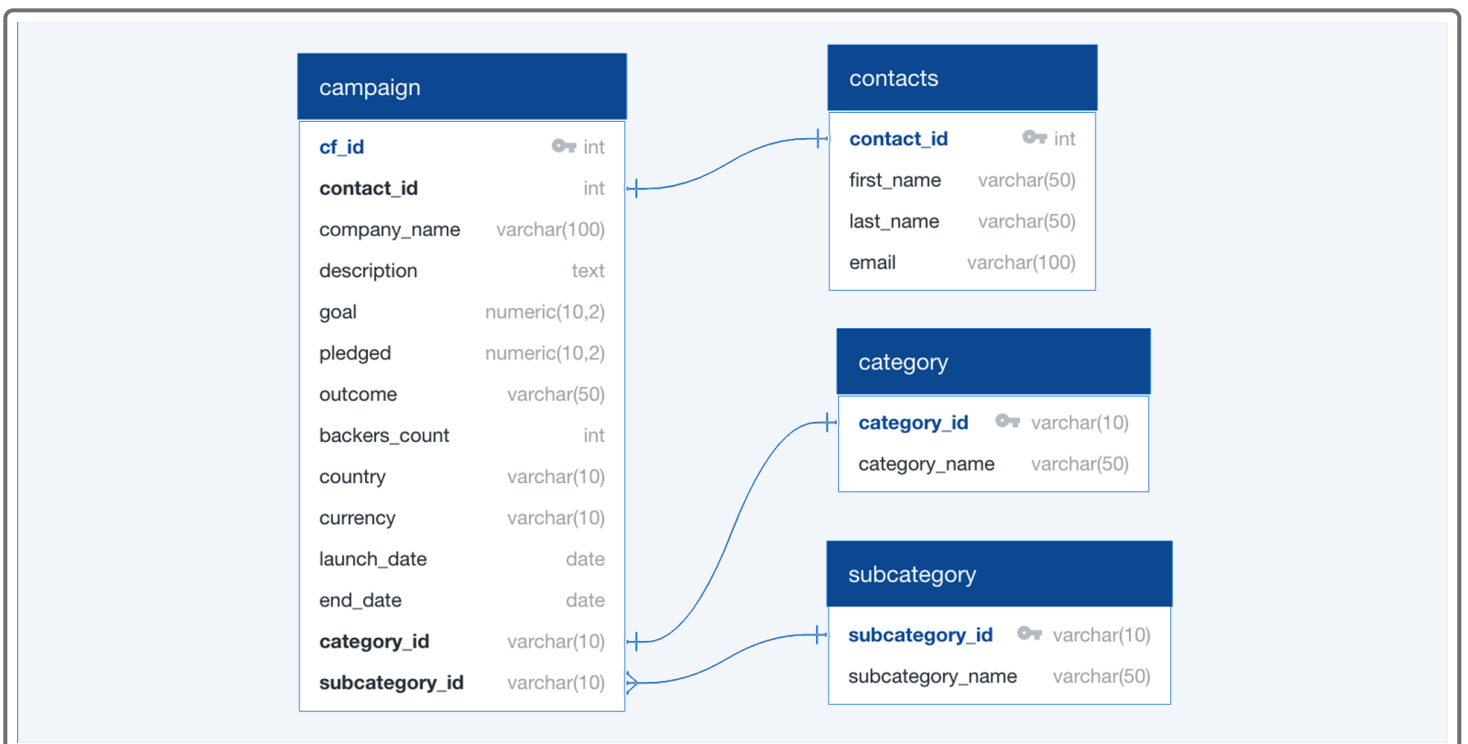 campaign
cf_id int
contact_id int
company_name varchar(100)
description text
goal numeric(10,2)
pledged numeric(10,2)
outcome varchar(50)
backers_count int
country varchar(10)
currency varchar(10)
launch_date date
end_date date
category_id varchar(10)
subcategory_id varchar(10)
contacts
contact_id int
first_name varchar(50)
last_name varchar(50)
email varchar(100)
category
category_id varchar(10)
category_name varchar(50)
subcategory
subcategory_id varchar(10)
subcategory_name varchar(50)